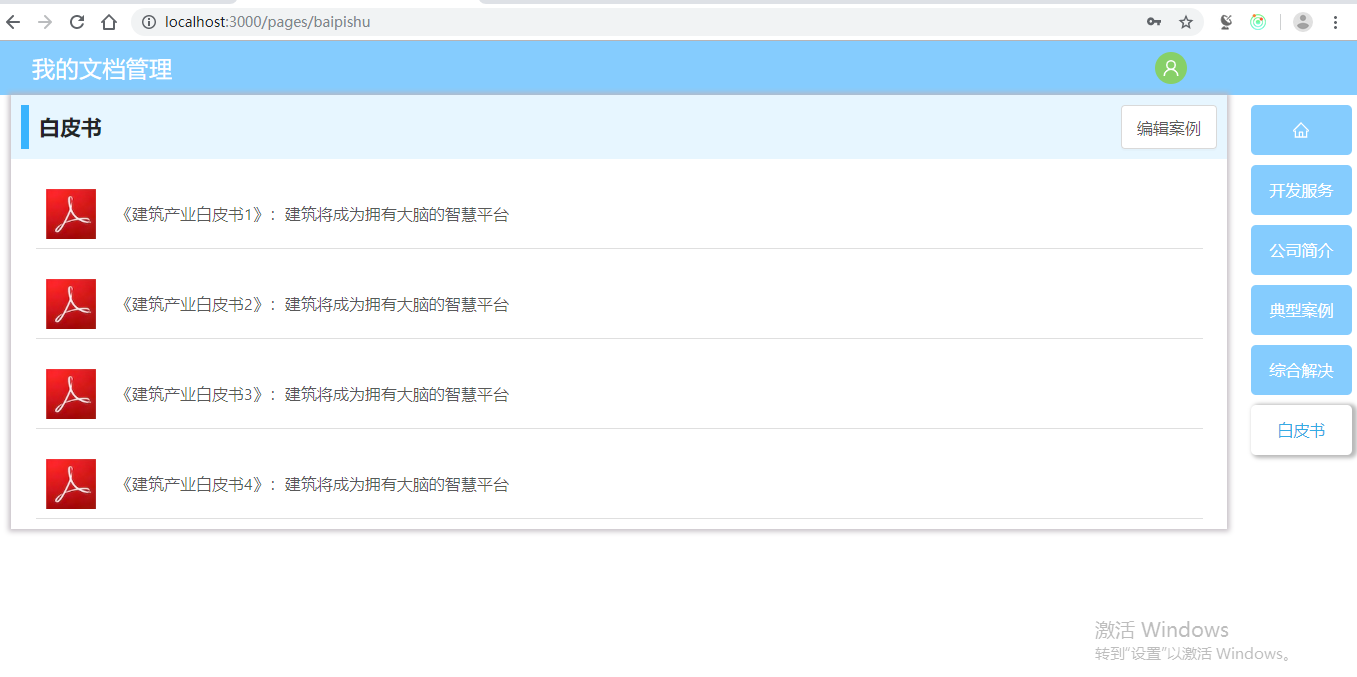 localhost:3000/pages/baipishu
我的文档管理
白皮书
编辑案例
《建筑产业白皮书1》：建筑将成为拥有大脑的智慧平台
《建筑产业白皮书2》：建筑将成为拥有大脑的智慧平台
《建筑产业白皮书3》：建筑将成为拥有大脑的智慧平台
《建筑产业白皮书4》：建筑将成为拥有大脑的智慧平台
开发服务
公司简介
典型案例
综合解决
白皮书
激活 Windows
转到“设置”以激活 Windows。